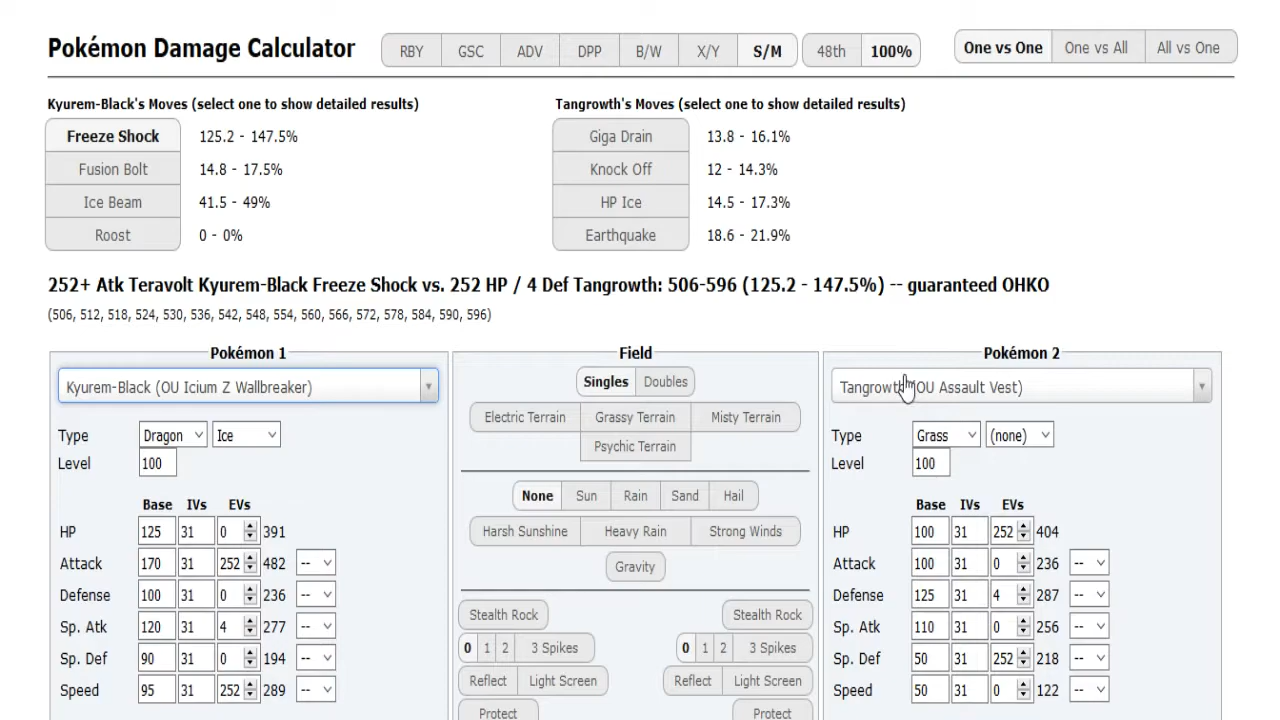 Pokémon Damage Calculator RBY GSC ADV DPP B/W X/Y S/M 48th 100% One vs One One vs All All vs One
Kyurem-Black's Moves (select one to show detailed results) Tangrowth's Moves (select one to show detailed results)
Freeze Shock 125.2 - 147.5% Giga Drain 13.8 - 16.1%
Fusion Bolt 14.8 - 17.5% Knock Off 12 - 14.3%
Ice Beam 41.5 - 49% HP Ice 14.5 - 17.3%
Roost 0 - 0% Earthquake 18.6 - 21.9%
252+ Atk Teravolt Kyurem-Black Freeze Shock vs. 252 HP / 4 Def Tangrowth: 506-596 (125.2 - 147.5%) -- guaranteed OHKO
(506, 512, 518, 524, 530, 536, 542, 548, 554, 560, 566, 572, 578, 584, 590, 596)
Pokémon 1 Field Pokémon 2
Kyurem-Black (OU Icium Z Wallbreaker) Singles Doubles Tangrowth (OU Assault Vest)
Electric Terrain Grassy Terrain Misty Terrain
Type Dragon Ice Psychic Terrain Type Grass (none)
Level 100 Level 100
None Sun Rain Sand Hail
Base IVs EVs Base IVs EVs
HP 125 31 0 391 Harsh Sunshine Heavy Rain Strong Winds HP 100 31 252 404
Attack 170 31 252 482 -- Gravity Attack 100 31 0 236 --
Defense 100 31 0 236 -- Defense 125 31 4 287 --
Stealth Rock Stealth Rock
Sp. Atk 120 31 4 277 -- Sp. Atk 110 31 0 256 --
0 1 2 3 Spikes 0 1 2 3 Spikes
Sp. Def 90 31 0 194 -- Sp. Def 50 31 252 218 --
Reflect Light Screen Reflect Light Screen
Speed 95 31 252 289 -- Speed 50 31 0 122 --
Protect Protect